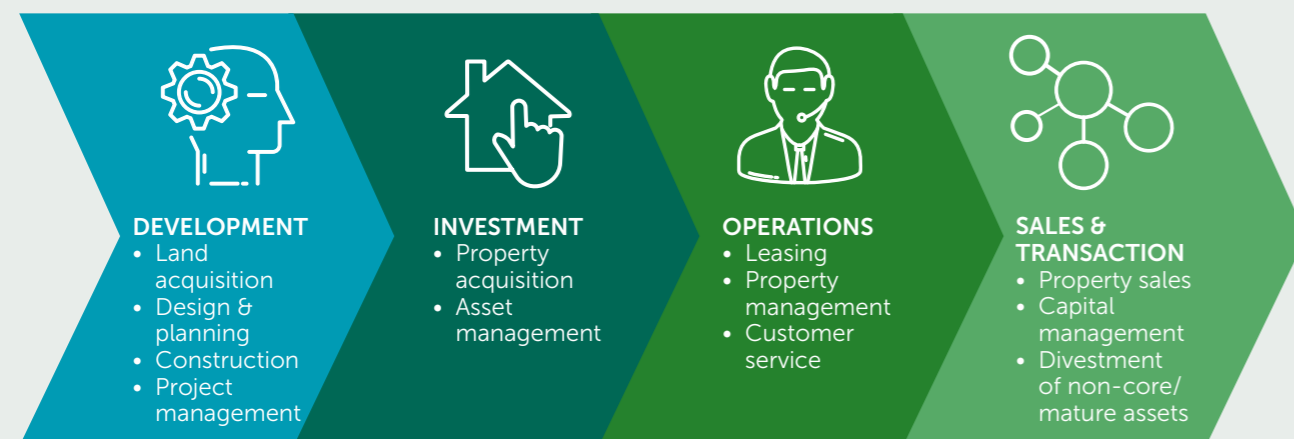 DEVELOPMENT
• Land
acquisition
• Design &
planning
• Construction
• Project
management
INVESTMENT
• Property
acquisition
• Asset
management
OPERATIONS
• Leasing
• Property
management
• Customer
service
SALES &
TRANSACTION
• Property sales
• Capital
management
• Divestment
of non-core/
mature assets